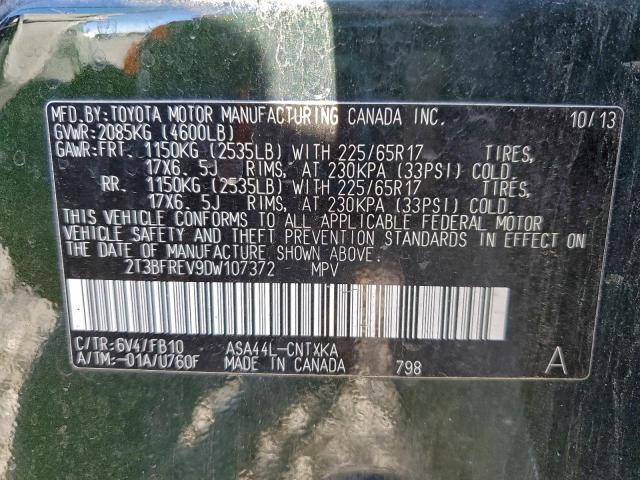 MFD.BY:TOYOTA MOTOR MANUFACTURING CANADA INC. 10/13
GVWR:2085KG (4600LB)
GAWR:FRT. 1150KG (2535LB) WITH 225/65R17 TIRES,
17X6.5J RIMS, AT 230KPA (33PSI) COLD.
RR. 1150KG (2535LB) WITH 225/65R17 TIRES,
17X6.5J RIMS, AT 230KPA (33PSI) COLD.
THIS VEHICLE CONFORMS TO ALL APPLICABLE FEDERAL MOTOR
VEHICLE SAFETY AND THEFT PREVENTION STANDARDS IN EFFECT ON
THE DATE OF MANUFACTURE SHOWN ABOVE.
2T3BFREV9DW107372 MPV
C/TR:6V4/FB10 ASA44L-CNTXKA
A/TM:-01A/U760F MADE IN CANADA 798 A